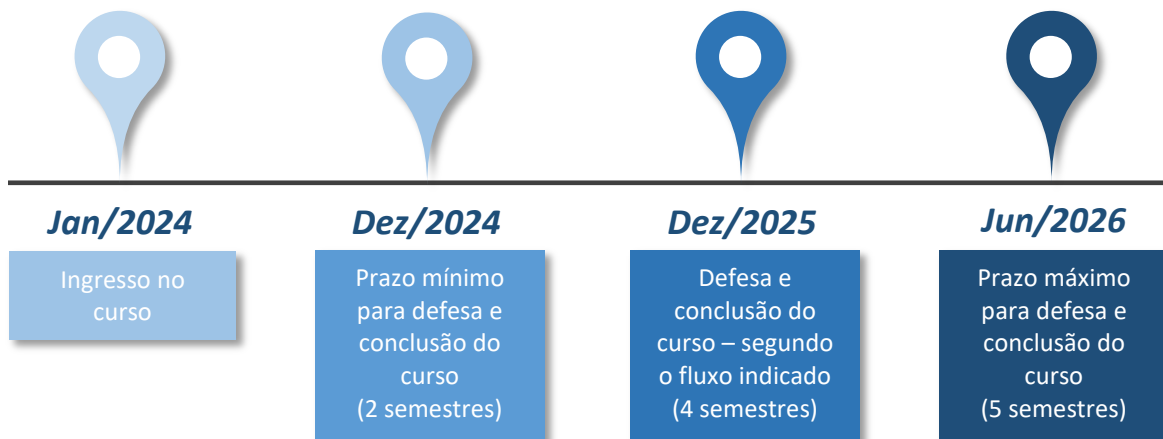 Jan/2024
Ingresso no
curso
Dez/2024
Prazo mínimo
para defesa e
conclusão do
curso
(2 semestres)
Dez/2025
Defesa e
conclusão do
curso – segundo
o fluxo indicado
(4 semestres)
Jun/2026
Prazo máximo
para defesa e
conclusão do
curso
(5 semestres)